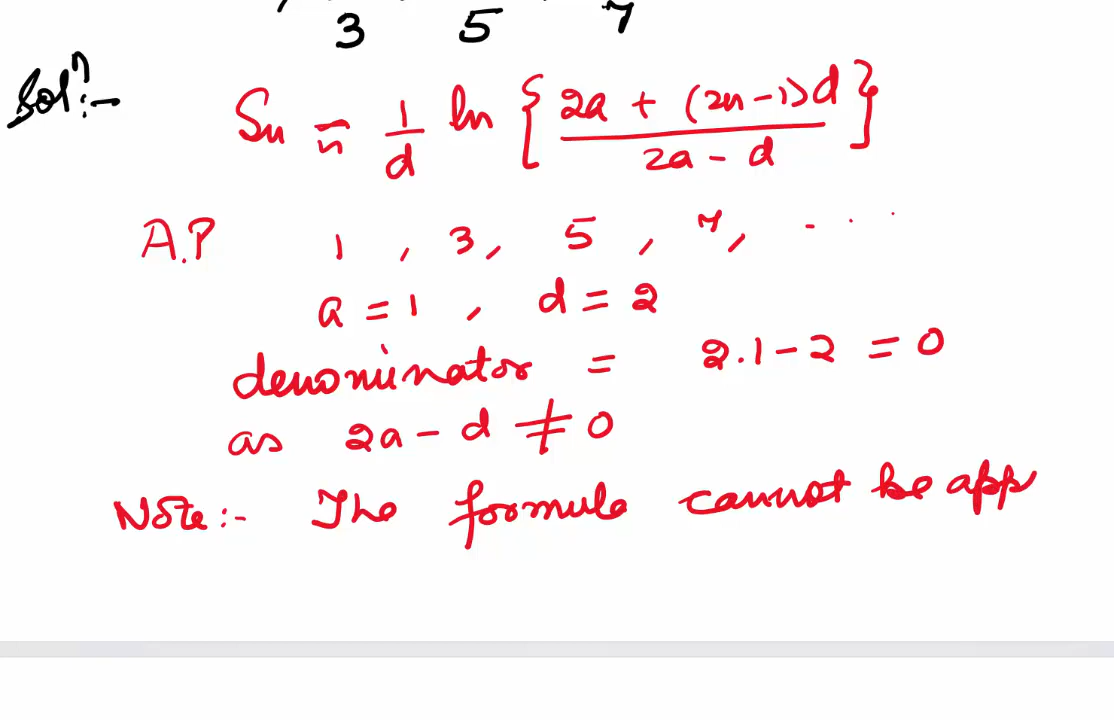 3 5 7
Solⁿ:-
Sn ≈ 1/d ln { 2a + (2n-1)d / 2a - d }
A.P 1, 3, 5, 7, - . .
a = 1, d = 2
denominator = 2.1-2 = 0
as 2a - d ≠ 0
Note:- The formula cannot be app